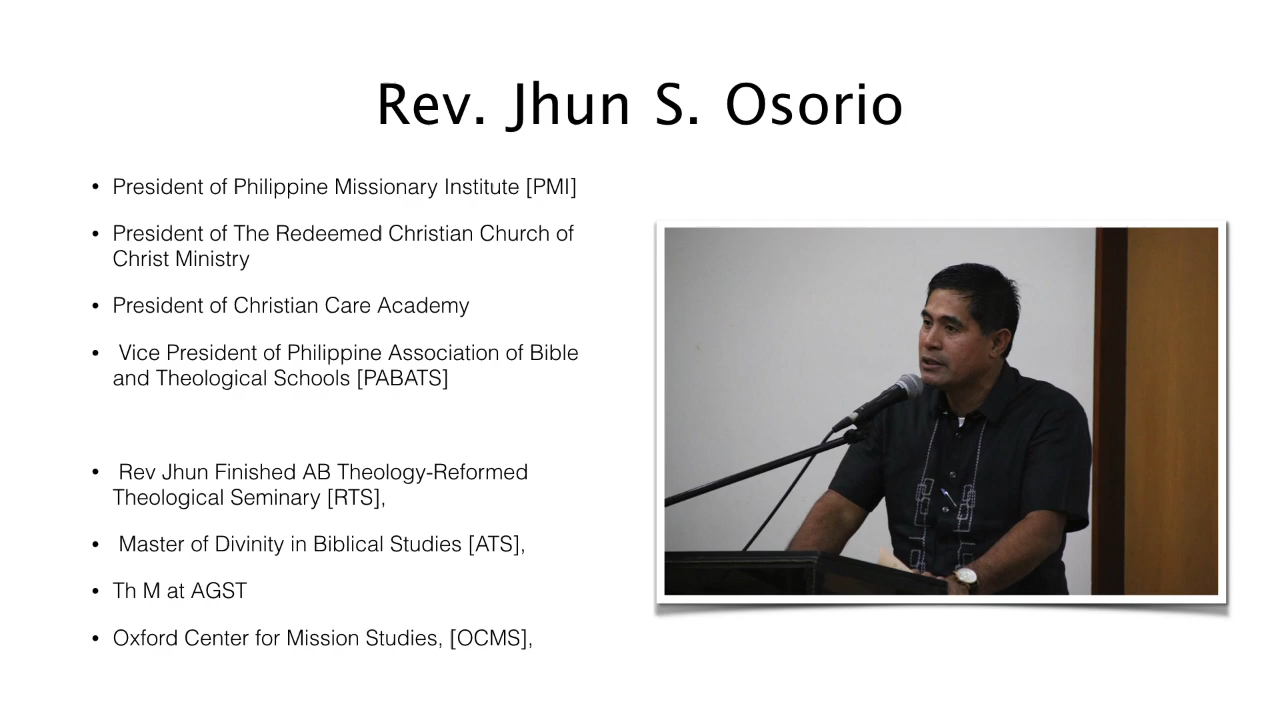 Rev. Jhun S. Osorio
• President of Philippine Missionary Institute [PMI]
• President of The Redeemed Christian Church of
Christ Ministry
• President of Christian Care Academy
• Vice President of Philippine Association of Bible
and Theological Schools [PABATS]
• Rev Jhun Finished AB Theology-Reformed
Theological Seminary [RTS],
• Master of Divinity in Biblical Studies [ATS],
• Th M at AGST
• Oxford Center for Mission Studies, [OCMS],